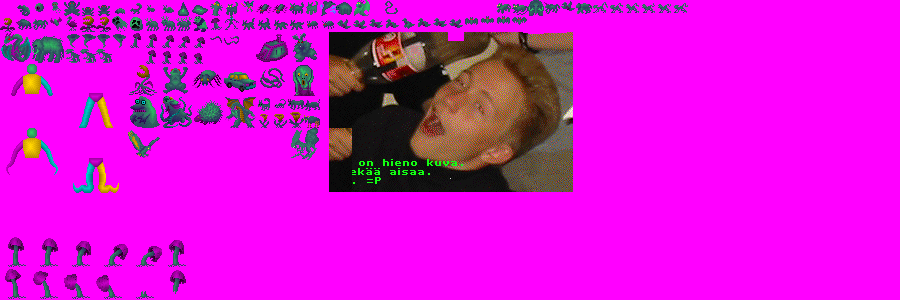 on hieno kuva.
ekää aisaa.
. =P